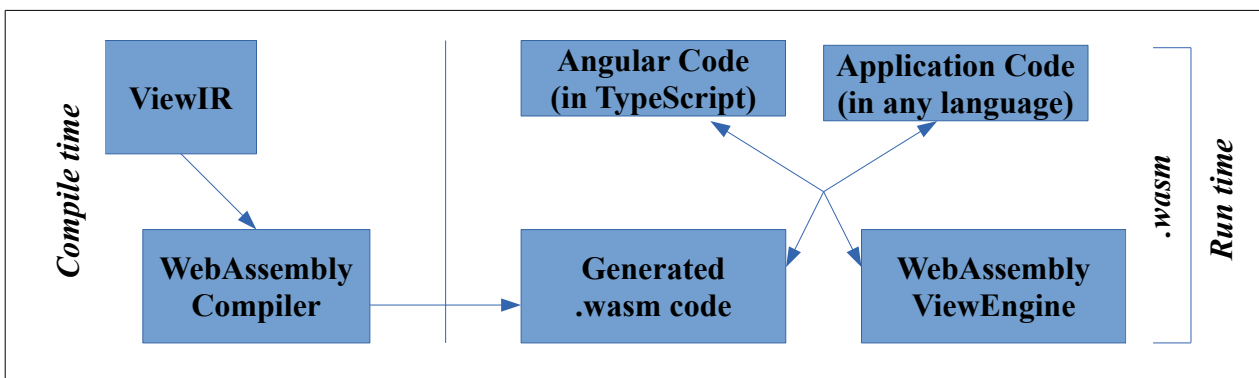 Compile time
ViewIR
WebAssembly
Compiler
Angular Code
(in TypeScript)
Application Code
(in any language)
Generated
.wasm code
WebAssembly
ViewEngine
.wasm
Run time